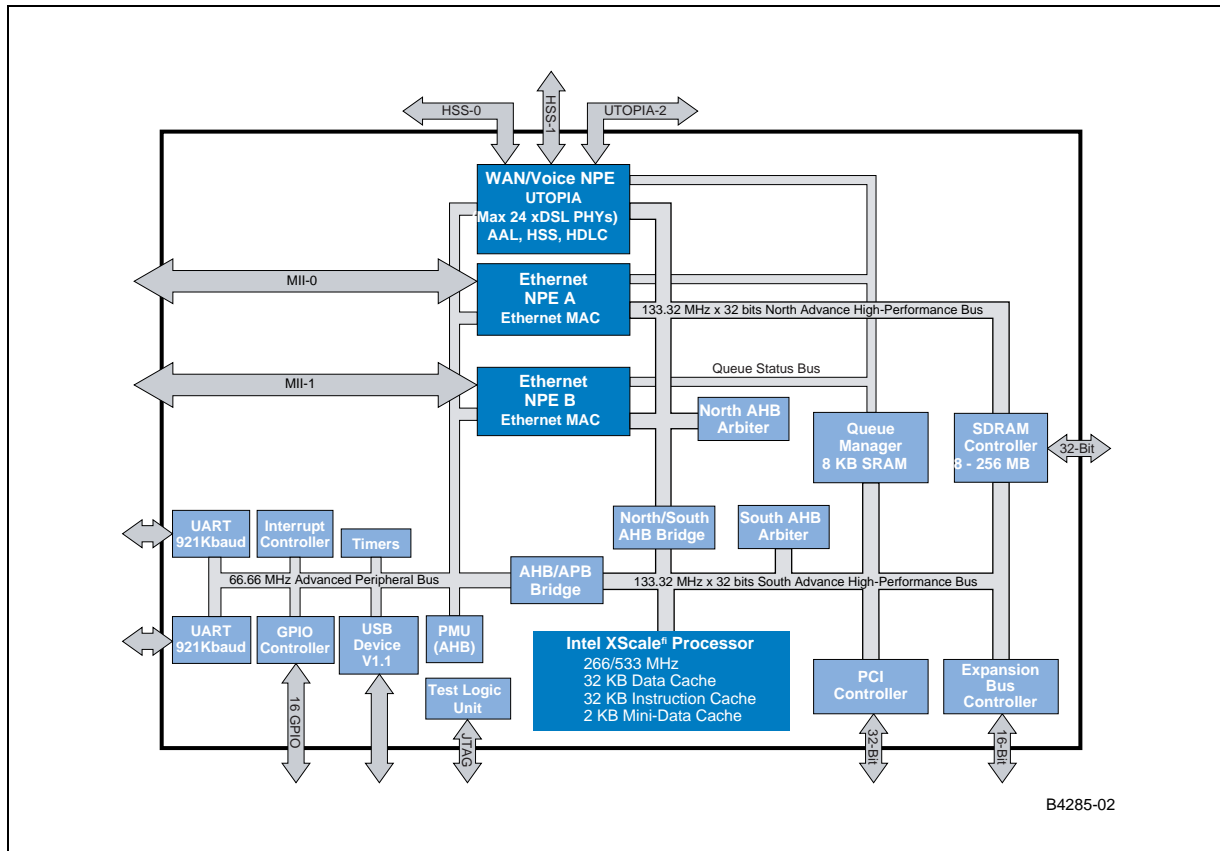 HSS-0
HSS-1
UTOPIA-2
WAN/Voice NPE
UTOPIA
(Max 24 xDSL PHYs)
AAL, HSS, HDLC
MII-0
Ethernet
NPE A
Ethernet MAC
133.32 MHz x 32 bits North Advance High-Performance Bus
MII-1
Ethernet
NPE B
Ethernet MAC
Queue Status Bus
North AHB
Arbiter
Queue
Manager
8 KB SRAM
SDRAM
Controller
8 - 256 MB
32-Bit
UART
921Kbaud
Interrupt
Controller
Timers
North/South
AHB Bridge
South AHB
Arbiter
66.66 MHz Advanced Peripheral Bus
AHB/APB
Bridge
133.32 MHz x 32 bits South Advance High-Performance Bus
UART
921Kbaud
GPIO
Controller
USB
Device
V1.1
PMU
(AHB)
Test Logic
Unit
Intel XScalefi Processor
266/533 MHz
32 KB Data Cache
32 KB Instruction Cache
2 KB Mini-Data Cache
PCI
Controller
Expansion
Bus
Controller
16 GPIO
JTAG
32-Bit
16-Bit
B4285-02